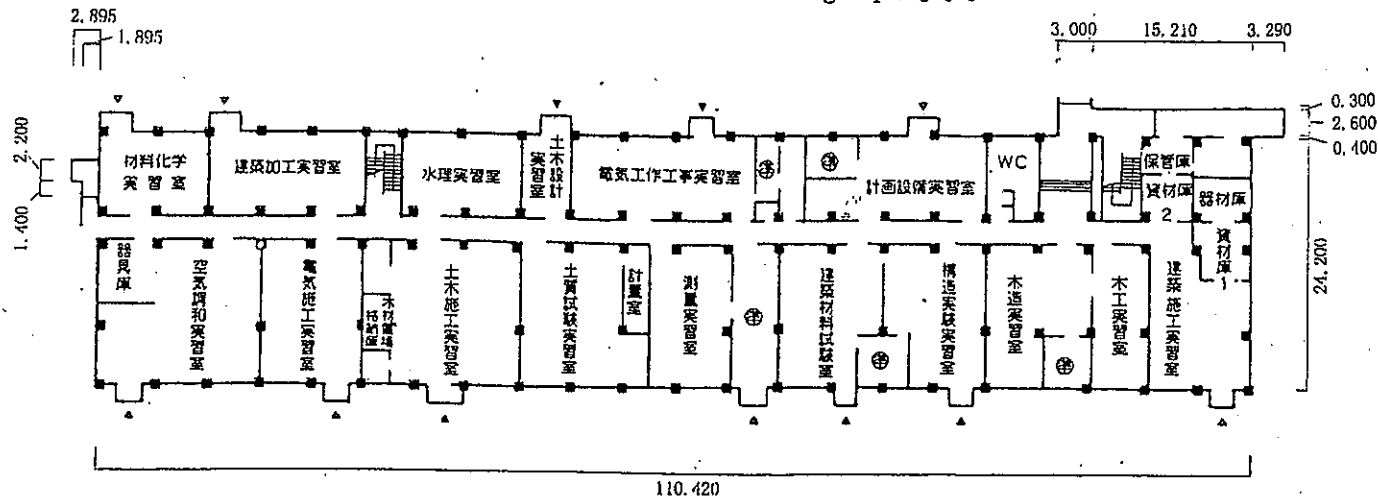 2.895
1.895
3.000 15.210 3.290
0.300
2.600
0.400
2.200
1.400
24.200
材料化学
実習室
建築加工実習室
水理実習室
土木設計
実習室
電気工作工事実習室
計画設備実習室
WC
保管庫
資材庫
2
器材庫
資材庫1
器具庫
空気調和実習室
電気施工実習室
木材置場
格納庫
土木施工実習室
土質試験実習室
計量室
測量実習室
建築材料試験室
構造実験実習室
木造実習室
木工実習室
建築施工実習室
110.420